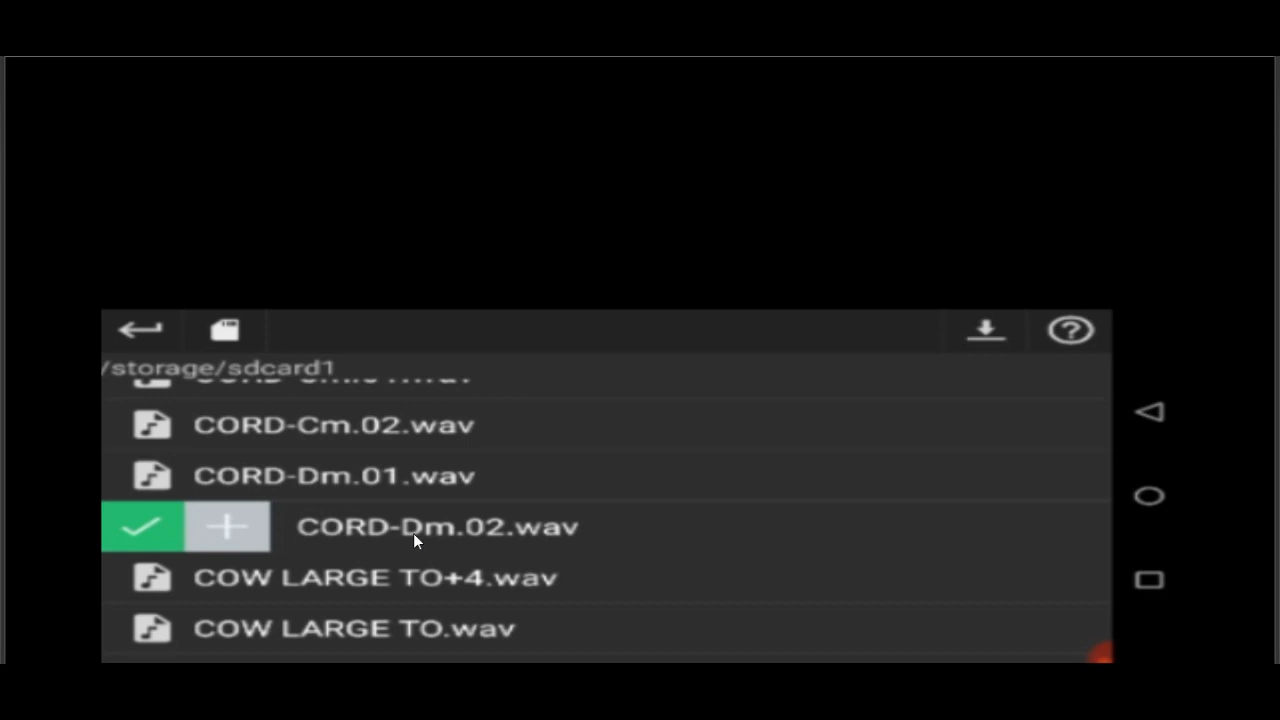 /storage/sdcard1
CORD-Cm.02.wav
CORD-Dm.01.wav
CORD-Dm.02.wav
COW LARGE TO+4.wav
COW LARGE TO.wav